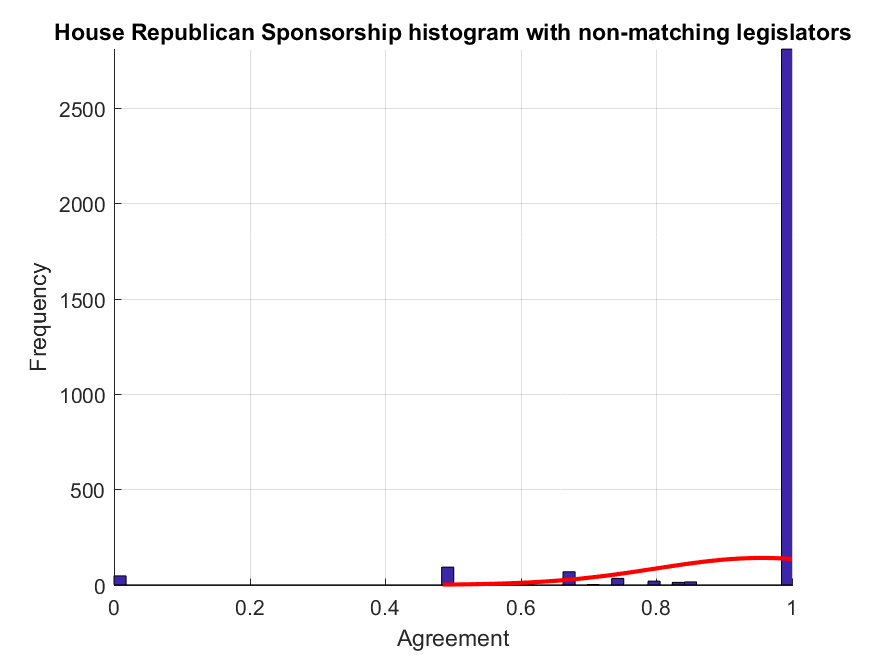 House Republican Sponsorship histogram with non-matching legislators
2500
2000
1500
1000
500
0
Frequency
0 0.2 0.4 0.6 0.8 1
Agreement